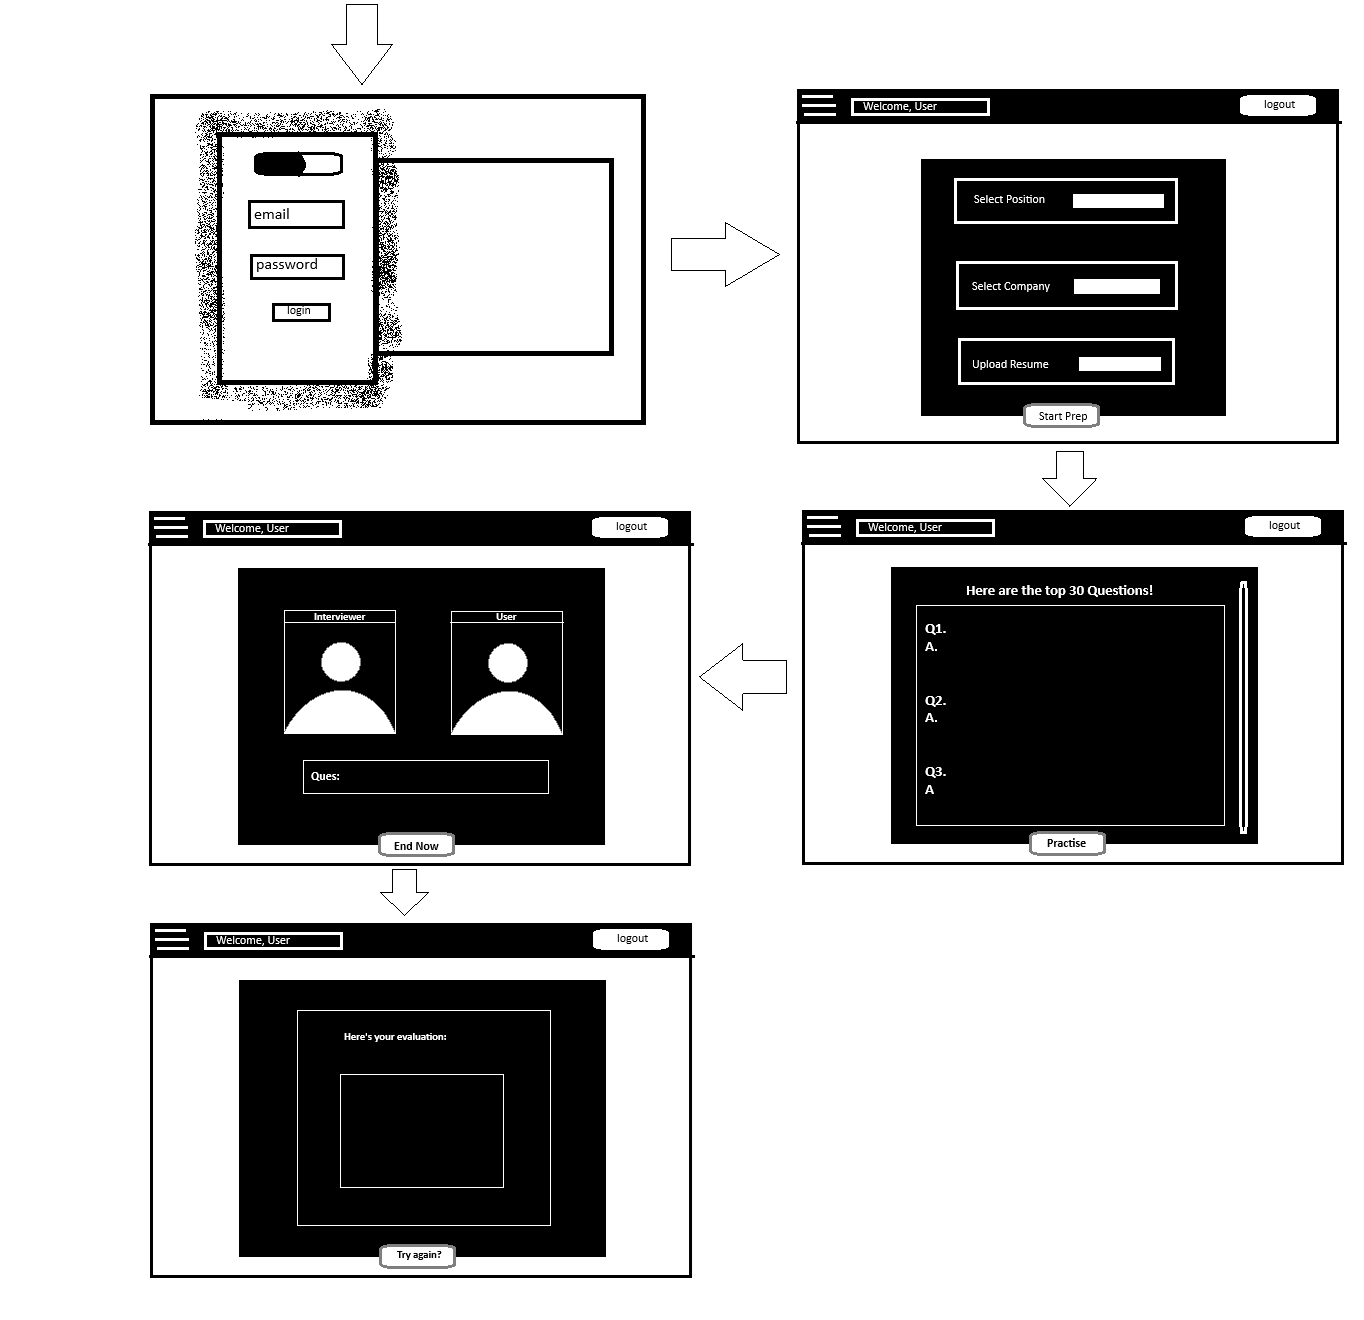 email
password
login
Welcome, User
logout
Select Position
Select Company
Upload Resume
Start Prep
Welcome, User
logout
Here are the top 30 Questions!
Q1.
A.
Q2.
A.
Q3.
A
Practise
Welcome, User
logout
Interviewer
User
Ques:
End Now
Welcome, User
logout
Here's your evaluation:
Try again?